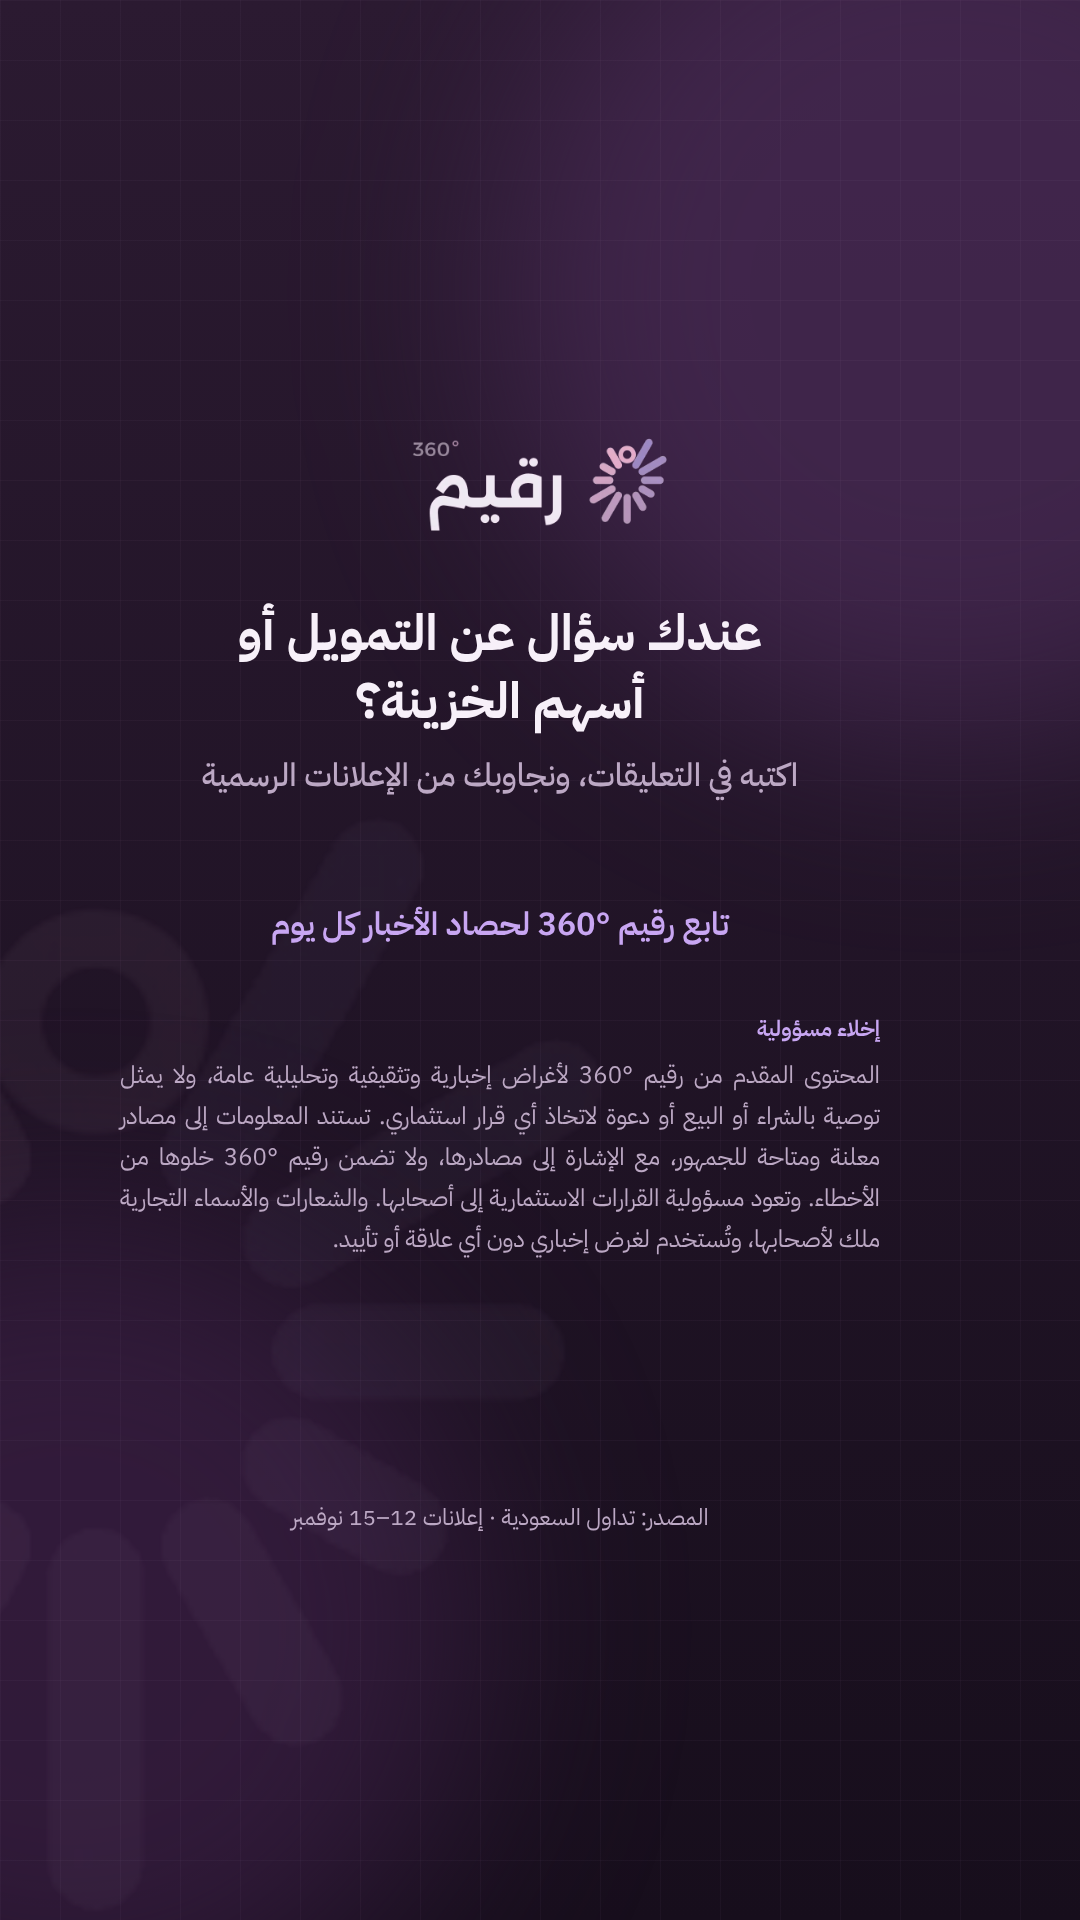 رقيم 360°
عندك سؤال عن التمويل أو
أسهم الخزينة؟
اكتبه في التعليقات، ونجاوبك من الإعلانات الرسمية
تابع رقيم 360° لحصاد الأخبار كل يوم
إخلاء مسؤولية
المحتوى المقدم من رقيم 360° لأغراض إخبارية وتثقيفية وتحليلية عامة، ولا يمثل
توصية بالشراء أو البيع أو دعوة لاتخاذ أي قرار استثماري. تستند المعلومات إلى مصادر
معلنة ومتاحة للجمهور، مع الإشارة إلى مصادرها، ولا تضمن رقيم 360° خلوها من
الأخطاء. وتعود مسؤولية القرارات الاستثمارية إلى أصحابها. والشعارات والأسماء التجارية
ملك لأصحابها، وتُستخدم لغرض إخباري دون أي علاقة أو تأييد.
المصدر: تداول السعودية · إعلانات 12–15 نوفمبر